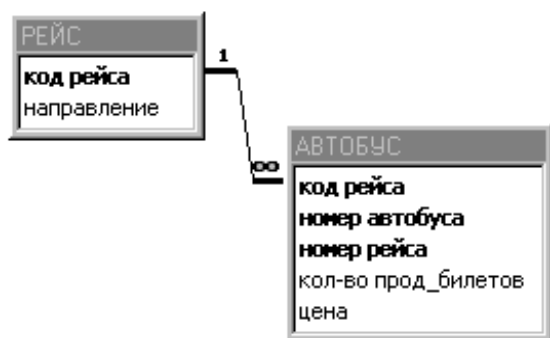 РЕЙС
код рейса
направление
1
∞
АВТОБУС
код рейса
номер автобуса
номер рейса
кол-во прод_билетов
цена